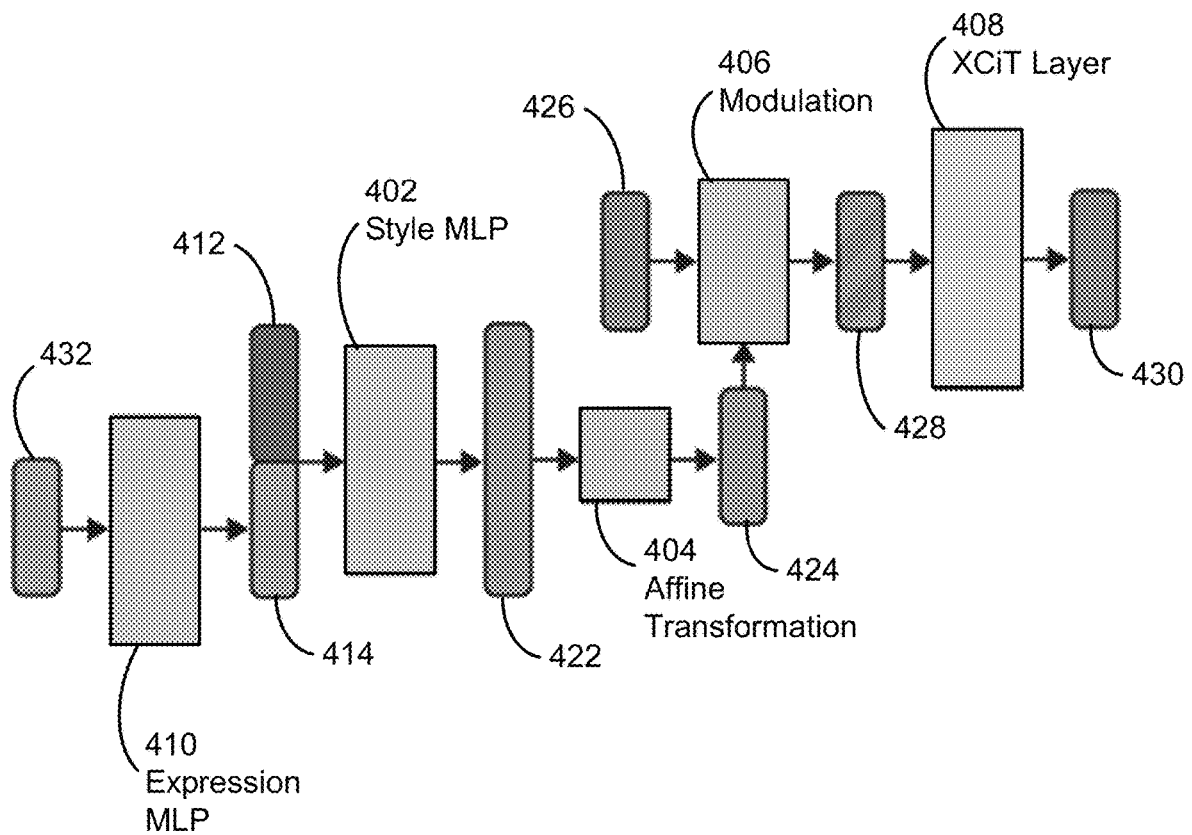 408
XCiT Layer
406
Modulation
426
402
Style MLP
412
432
430
428
404
Affine
Transformation
424
414
422
410
Expression
MLP